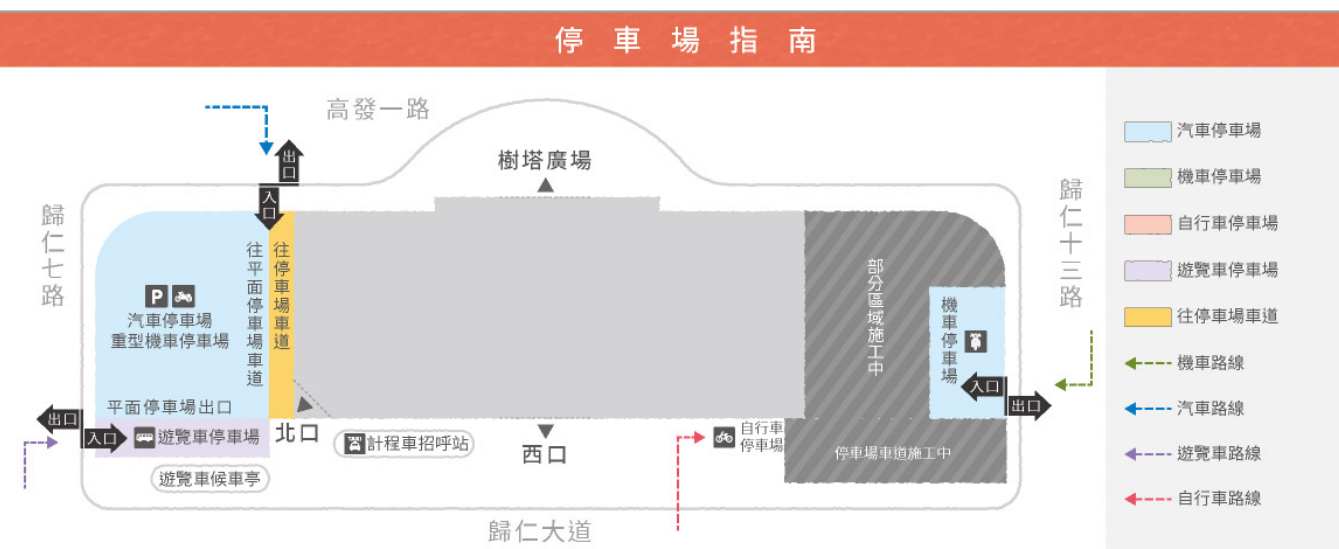 停車場指南
高發一路
出口
入口
樹塔廣場
歸仁七路
歸仁十三路
往平面停車場車道
往停車場車道
P
汽車停車場
重型機車停車場
部分區域施工中
機車停車場
入口
出口
平面停車場出口
出口
入口
遊覽車停車場
北口
TAXI
計程車招呼站
西口
自行車
停車場
停車場車道施工中
遊覽車候車亭
歸仁大道
汽車停車場
機車停車場
自行車停車場
遊覽車停車場
往停車場車道
機車路線
汽車路線
遊覽車路線
自行車路線